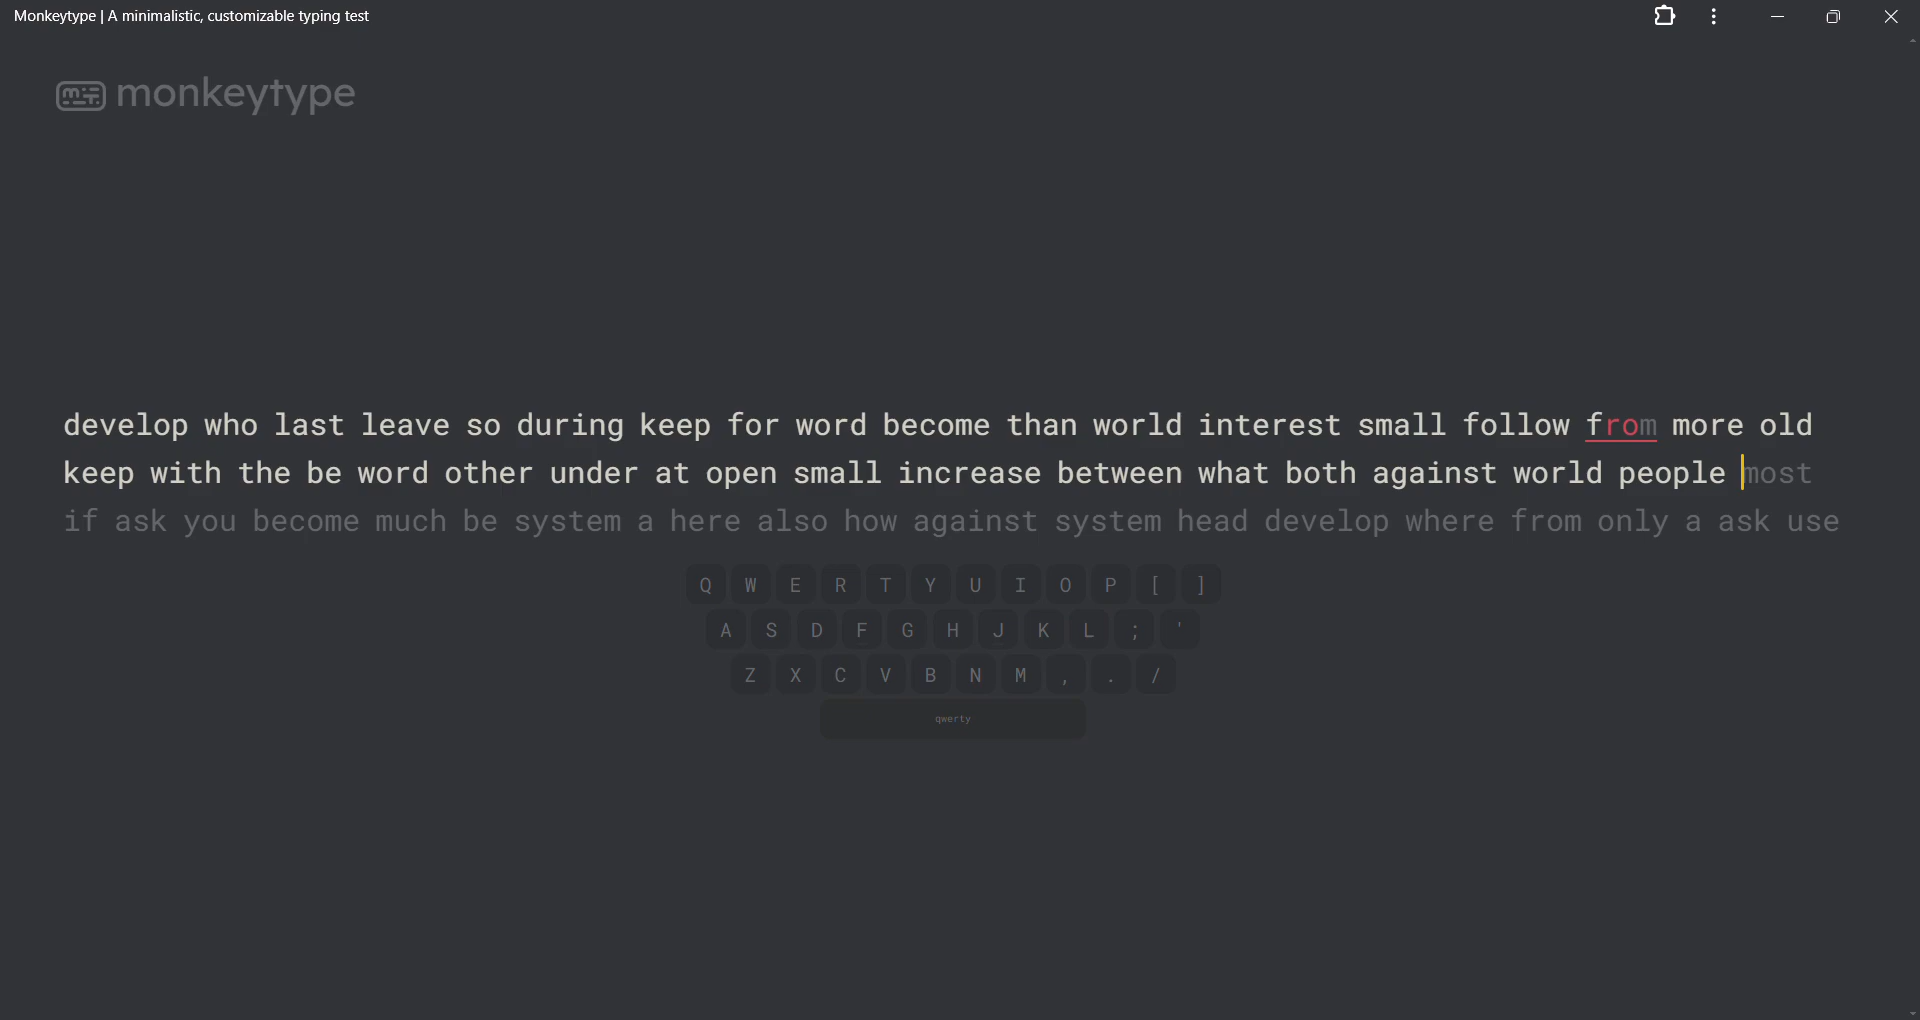 Monkeytype | A minimalistic, customizable typing test
monkeytype
develop who last leave so during keep for word become than world interest small follow from more old
keep with the be word other under at open small increase between what both against world people most
if ask you become much be system a here also how against system head develop where from only a ask use
Q W E R T Y U I O P [ ]
A S D F G H J K L ; '
Z X C V B N M , . /
qwerty